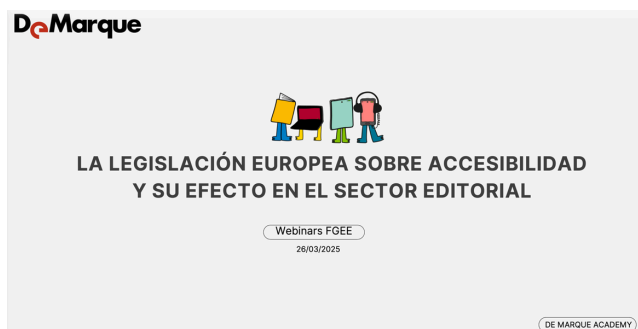 DeMarque
LA LEGISLACIÓN EUROPEA SOBRE ACCESIBILIDAD
Y SU EFECTO EN EL SECTOR EDITORIAL
Webinars FGEE
26/03/2025
DE MARQUE ACADEMY